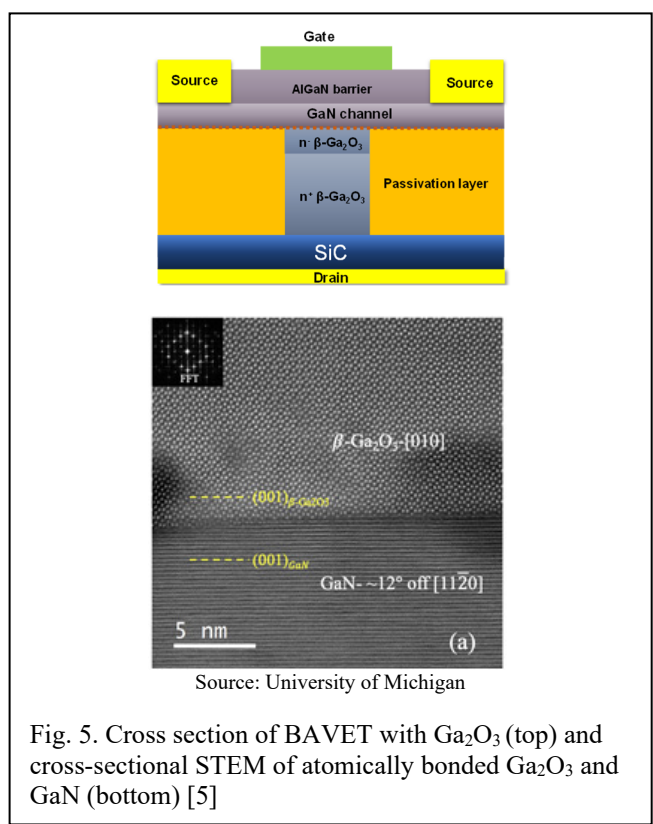 Gate
Source
AlGaN barrier
Source
GaN channel
n⁻ β-Ga₂O₃
n⁺ β-Ga₂O₃
Passivation layer
SiC
Drain
FFT
β-Ga₂O₃-[010]
(001)β-Ga2O3
(001)GaN
GaN- ~12° off [112̅0]
5 nm
(a)
Source: University of Michigan
Fig. 5. Cross section of BAVET with Ga₂O₃ (top) and
cross-sectional STEM of atomically bonded Ga₂O₃ and
GaN (bottom) [5]